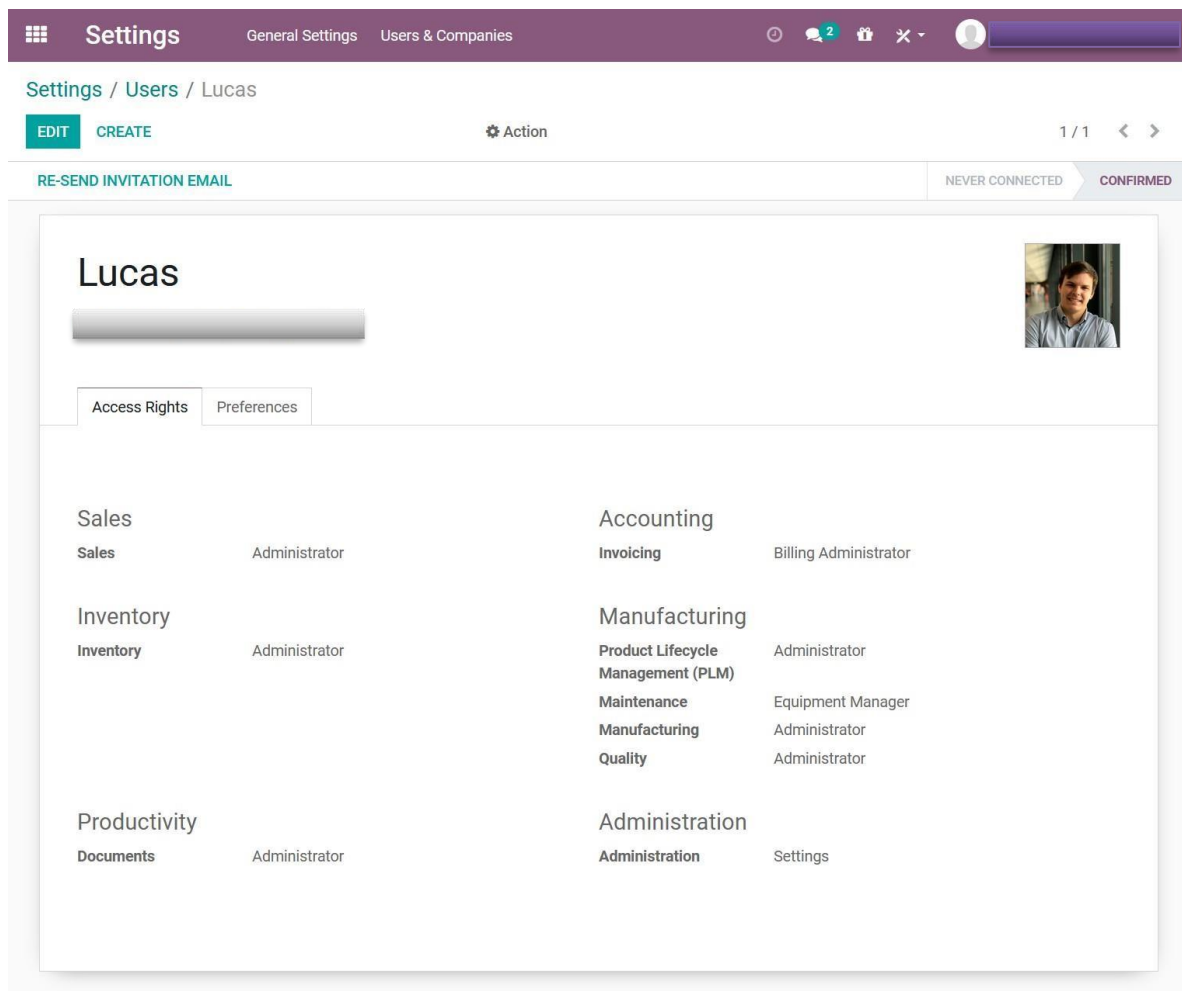 Settings General Settings Users & Companies 2
Settings / Users / Lucas
EDIT CREATE Action 1 / 1
RE-SEND INVITATION EMAIL NEVER CONNECTED CONFIRMED
Lucas
Access Rights Preferences
Sales Accounting
Sales Administrator Invoicing Billing Administrator
Inventory Manufacturing
Inventory Administrator Product Lifecycle Administrator
Management (PLM)
Maintenance Equipment Manager
Manufacturing Administrator
Quality Administrator
Productivity Administration
Documents Administrator Administration Settings